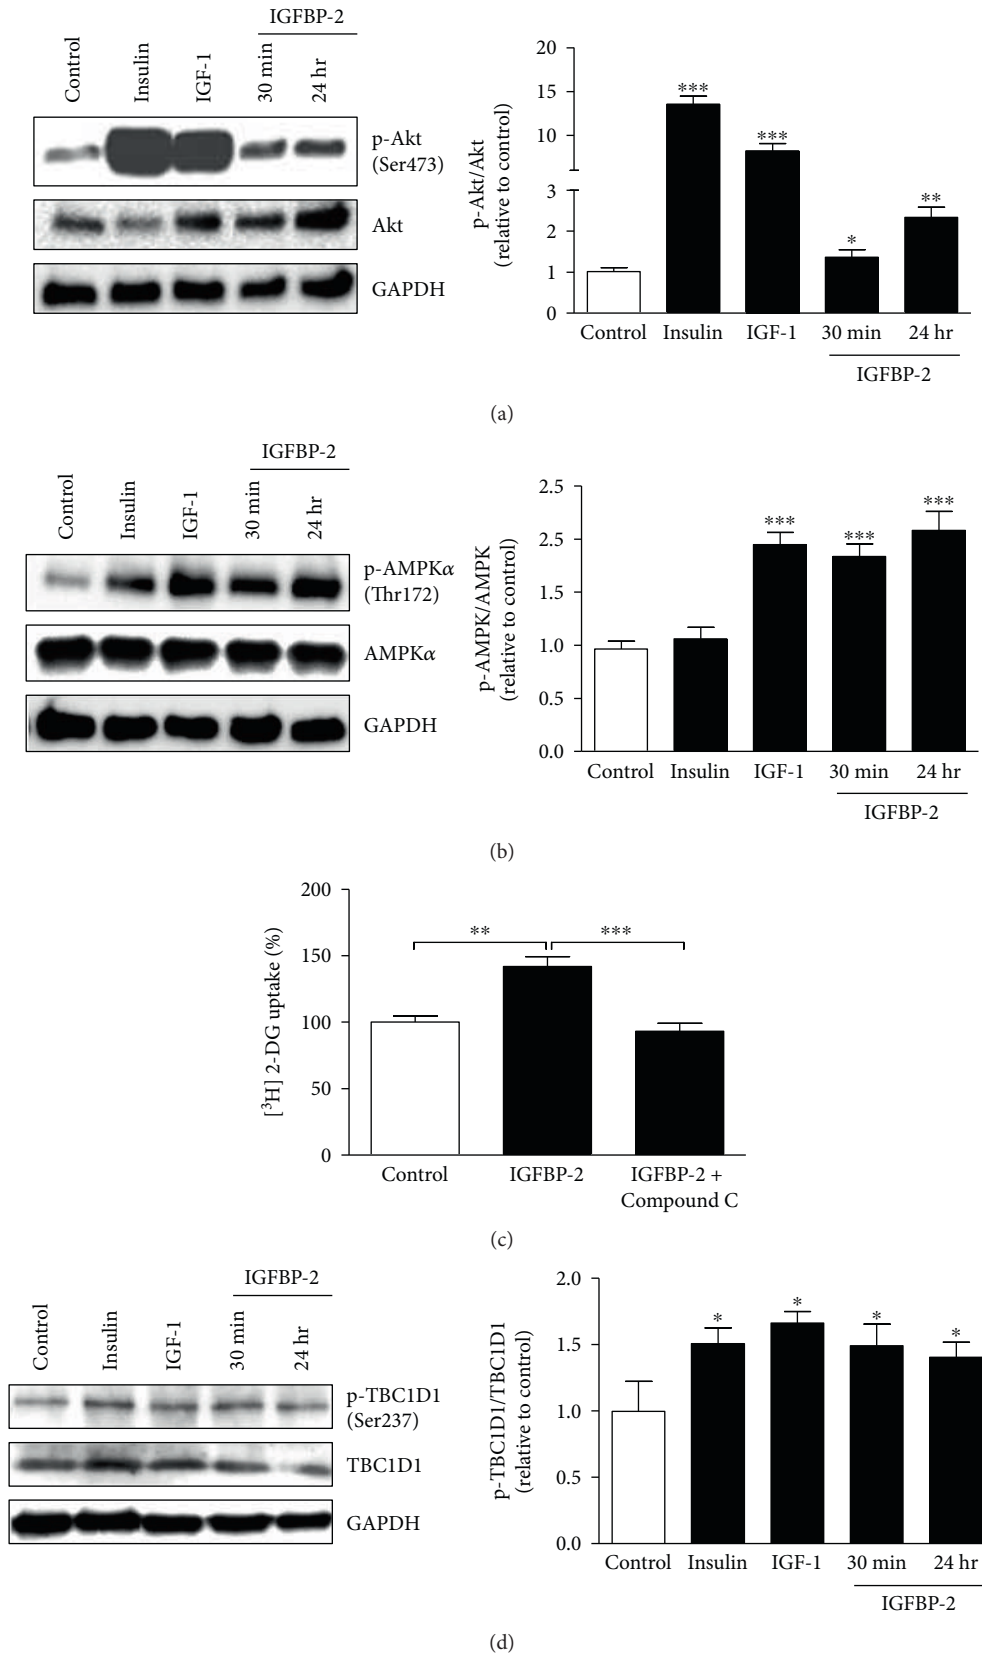 IGFBP-2
Control
Insulin
IGF-1
30 min
24 hr
p-Akt
(Ser473)
Akt
GAPDH
p-Akt/Akt
(relative to control)
20
15
10
3
2
1
0
***
***
*
**
Control
Insulin
IGF-1
30 min
24 hr
IGFBP-2
(a)
IGFBP-2
Control
Insulin
IGF-1
30 min
24 hr
p-AMPKα
(Thr172)
AMPKα
GAPDH
p-AMPK/AMPK
(relative to control)
2.5
2.5
1.5
1.0
0.5
0.0
***
***
***
Control
Insulin
IGF-1
30 min
24 hr
IGFBP-2
(b)
[³H] 2-DG uptake (%)
200
150
100
50
0
**
***
Control
IGFBP-2
IGFBP-2 +
Compound C
(c)
IGFBP-2
Control
Insulin
IGF-1
30 min
24 hr
p-TBC1D1
(Ser237)
TBC1D1
GAPDH
p-TBC1D1/TBC1D1
(relative to control)
2.0
1.5
1.0
0.5
0.0
*
*
*
*
Control
Insulin
IGF-1
30 min
24 hr
IGFBP-2
(d)